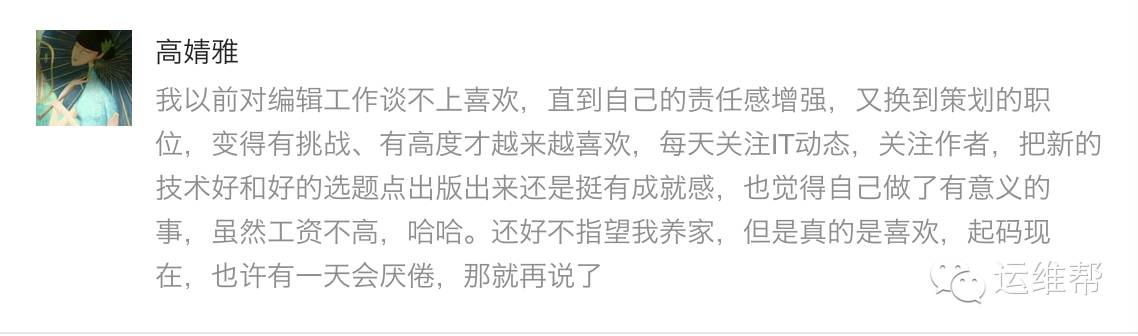 高婧雅
我以前对编辑工作谈不上喜欢，直到自己的责任感增强，又换到策划的职
位，变得有挑战、有高度才越来越喜欢，每天关注IT动态，关注作者，把新的
技术好和好的选题点出版出来还是挺有成就感，也觉得自己做了有意义的
事，虽然工资不高，哈哈。还好不指望我养家，但是真的是喜欢，起码现
在，也许有一天会厌倦，那就再说了
运维帮